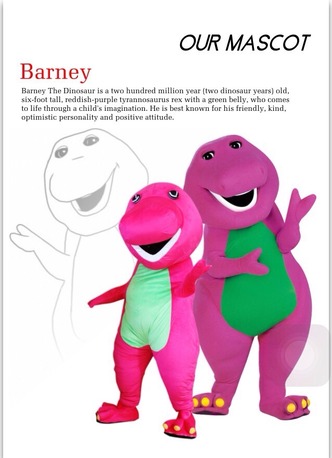 OUR MASCOT
Barney
Barney The Dinosaur is a two hundred million year (two dinosaur years) old,
six-foot tall, reddish-purple tyrannosaurus rex with a green belly, who comes
to life through a child's imagination. He is best known for his friendly, kind,
optimistic personality and positive attitude.